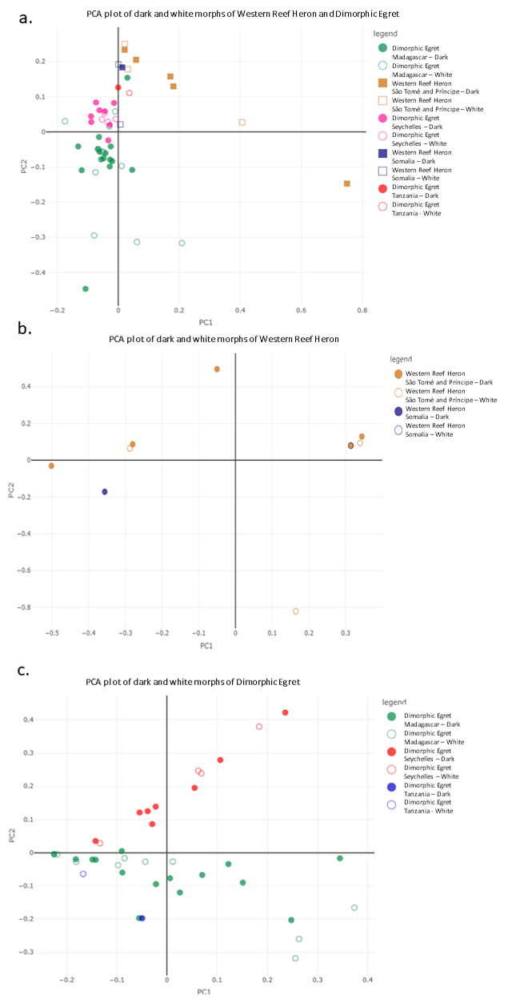 a.
PCA plot of dark and white morphs of Western Reef Heron and Dimorphic Egret
legend
Dimorphic Egret
Madagascar – Dark
Dimorphic Egret
Madagascar – White
Western Reef Heron
São Tomé and Príncipe – Dark
Western Reef Heron
São Tomé and Príncipe – White
Dimorphic Egret
Seychelles – Dark
Dimorphic Egret
Seychelles – White
Western Reef Heron
Somalia – Dark
Western Reef Heron
Somalia – White
Dimorphic Egret
Tanzania – Dark
Dimorphic Egret
Tanzania - White
0.2
0.1
0
−0.1
−0.2
−0.3
−0.4
PC2
−0.2 0 0.2 0.4 0.6 0.8
PC1
b.
PCA plot of dark and white morphs of Western Reef Heron
legend
Western Reef Heron
São Tomé and Príncipe – Dark
Western Reef Heron
São Tomé and Príncipe – White
Western Reef Heron
Somalia – Dark
Western Reef Heron
Somalia – White
0.4
0.2
0
−0.2
−0.4
−0.6
−0.8
PC2
−0.5 −0.4 −0.3 −0.2 −0.1 0 0.1 0.2 0.3
PC1
c.
PCA plot of dark and white morphs of Dimorphic Egret
legend
Dimorphic Egret
Madagascar – Dark
Dimorphic Egret
Madagascar – White
Dimorphic Egret
Seychelles – Dark
Dimorphic Egret
Seychelles – White
Dimorphic Egret
Tanzania – Dark
Dimorphic Egret
Tanzania - White
0.4
0.3
0.2
0.1
0
−0.1
−0.2
−0.3
PC2
−0.2 −0.1 0 0.1 0.2 0.3 0.4
PC1